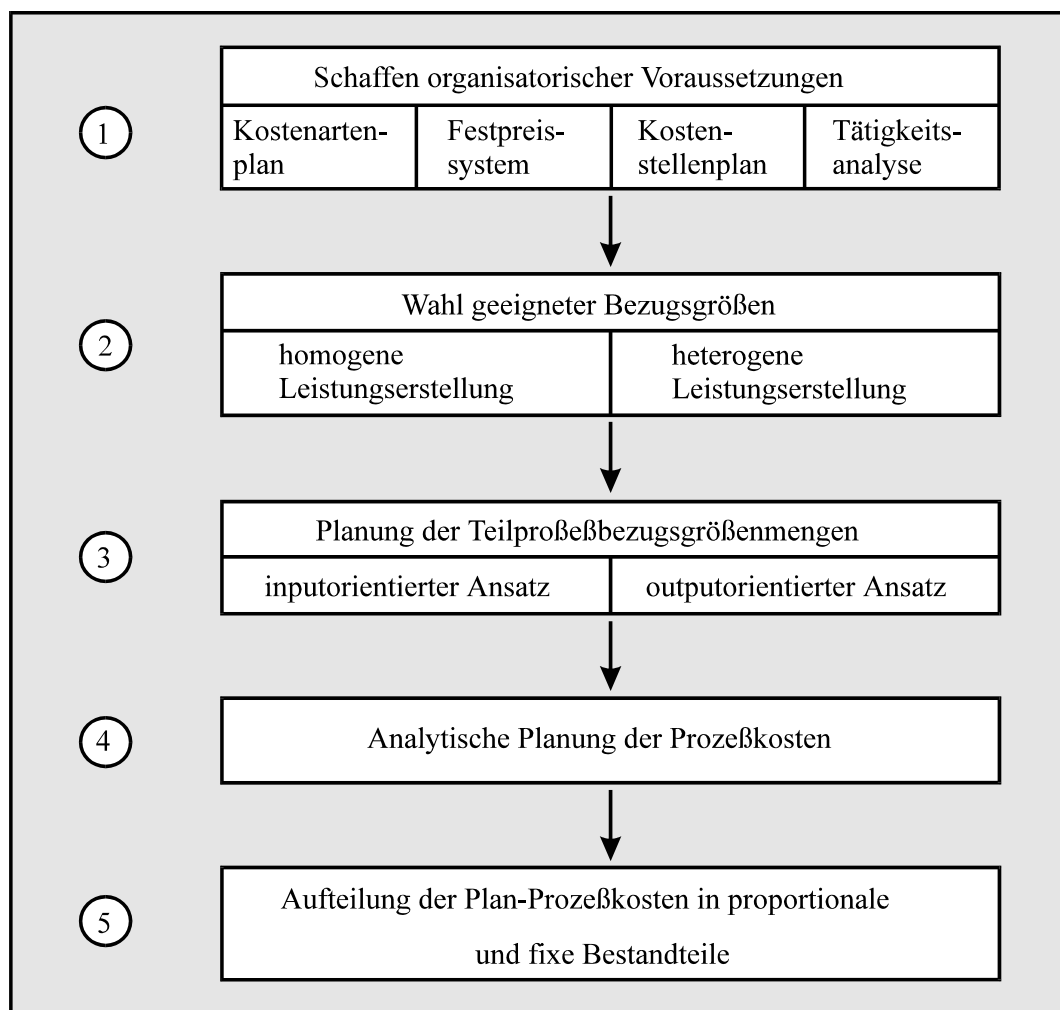 Schaffen organisatorischer Voraussetzungen
1
Kostenarten-
plan
Festpreis-
system
Kosten-
stellenplan
Tätigkeits-
analyse
Wahl geeigneter Bezugsgrößen
2
homogene
Leistungserstellung
heterogene
Leistungserstellung
Planung der Teilproßeßbezugsgrößenmengen
3
inputorientierter Ansatz
outputorientierter Ansatz
4
Analytische Planung der Prozeßkosten
5
Aufteilung der Plan-Prozeßkosten in proportionale
und fixe Bestandteile